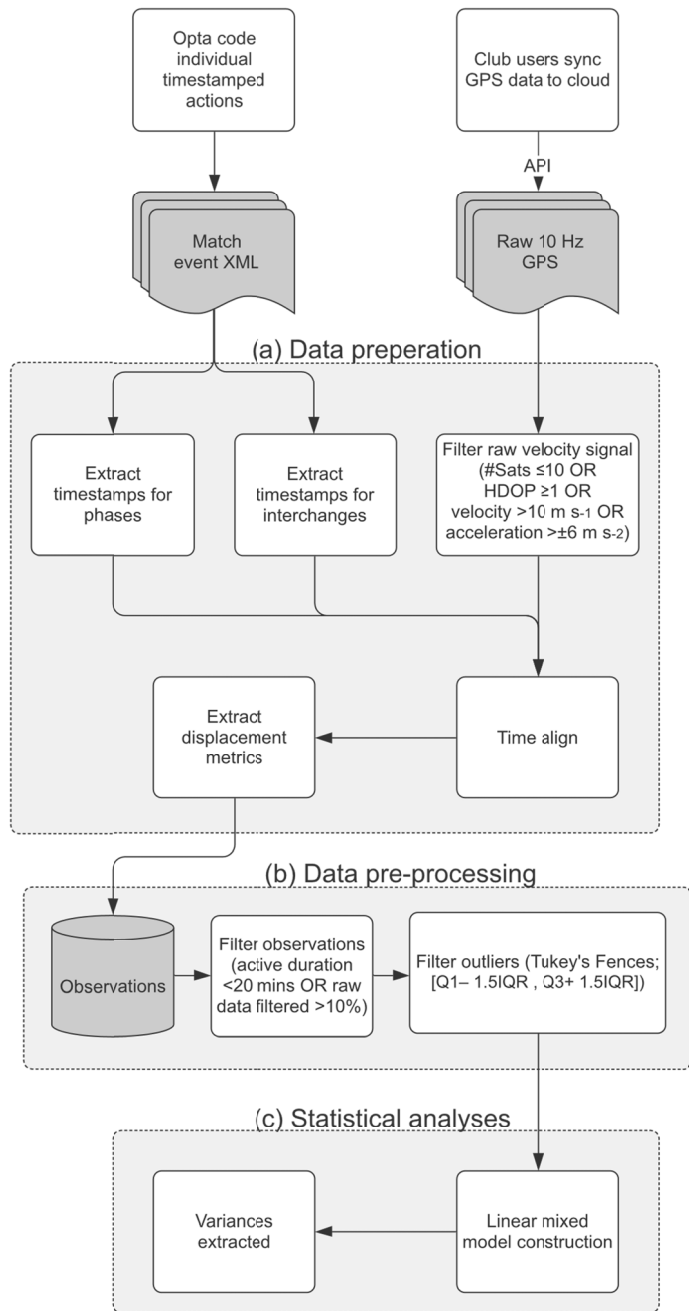 Opta code
individual
timestamped
actions
Club users sync
GPS data to cloud
API
Match
event XML
Raw 10 Hz
GPS
(a) Data preperation
Extract
timestamps for
phases
Extract
timestamps for
interchanges
Filter raw velocity signal
(#Sats ≤10 OR
HDOP ≥1 OR
velocity >10 m s-1 OR
acceleration >±6 m s-2)
Extract
displacement
metrics
Time align
(b) Data pre-processing
Observations
Filter observations
(active duration
<20 mins OR raw
data filtered >10%)
Filter outliers (Tukey's Fences;
[Q1– 1.5IQR , Q3+ 1.5IQR])
(c) Statistical analyses
Variances
extracted
Linear mixed
model construction